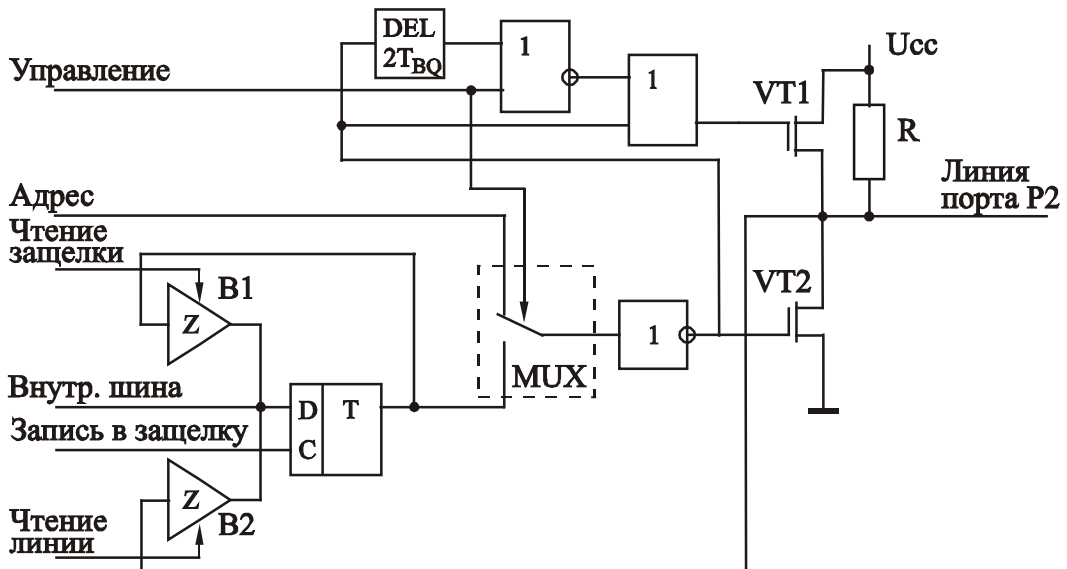 DEL
2T_BQ
1
Управление
1
VT1
Ucc
R
Линия
порта P2
Адрес
Чтение
защелки
B1
Z
VT2
1
MUX
Внутр. шина
D
T
Запись в защелку
C
Z
B2
Чтение
линии